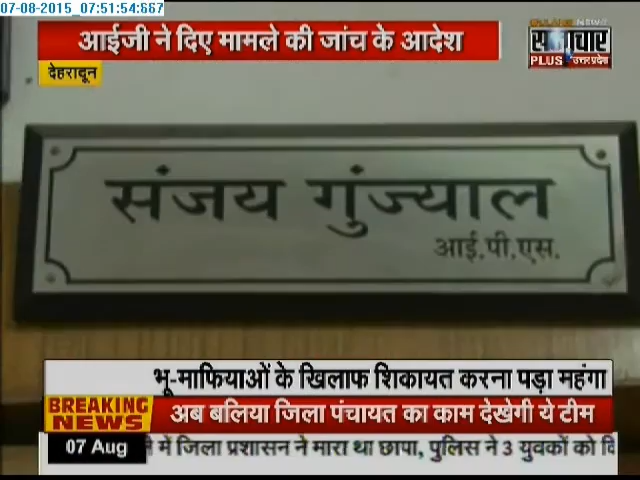 07-08-2015_07:51:54:667
आईजी ने दिए मामले की जांच के आदेश
समाचार
PLUS उत्तर प्रदेश
देहरादून
संजय गुंज्याल
आई.पी.एस.
भू-माफियाओं के खिलाफ शिकायत करना पड़ा महंगा
BREAKING NEWS
अब बलिया जिला पंचायत का काम देखेगी ये टीम
07 Aug
में जिला प्रशासन ने मारा था छापा, पुलिस ने 3 युवकों को